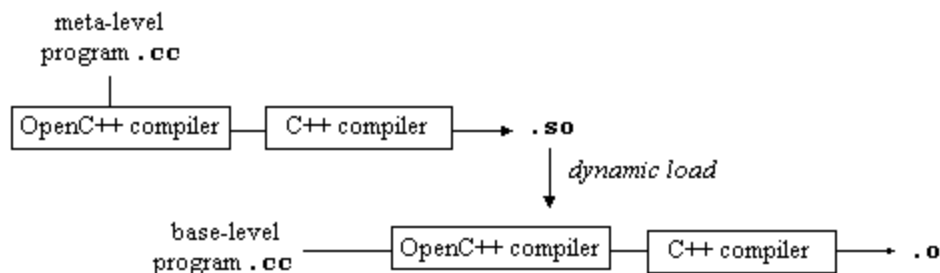 meta-level
program .cc
OpenC++ compiler
C++ compiler
.so
dynamic load
base-level
program .cc
OpenC++ compiler
C++ compiler
.o